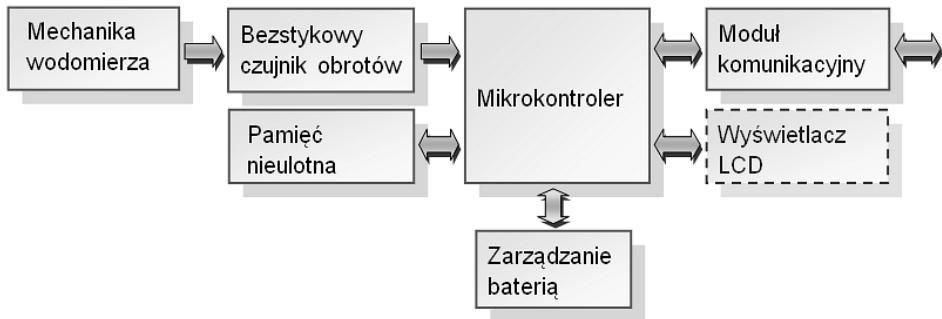 Mechanika
wodomierza
Bezstykowy
czujnik obrotów
Mikrokontroler
Moduł
komunikacyjny
Pamięć
nieulotna
Wyświetlacz
LCD
Zarządzanie
baterią